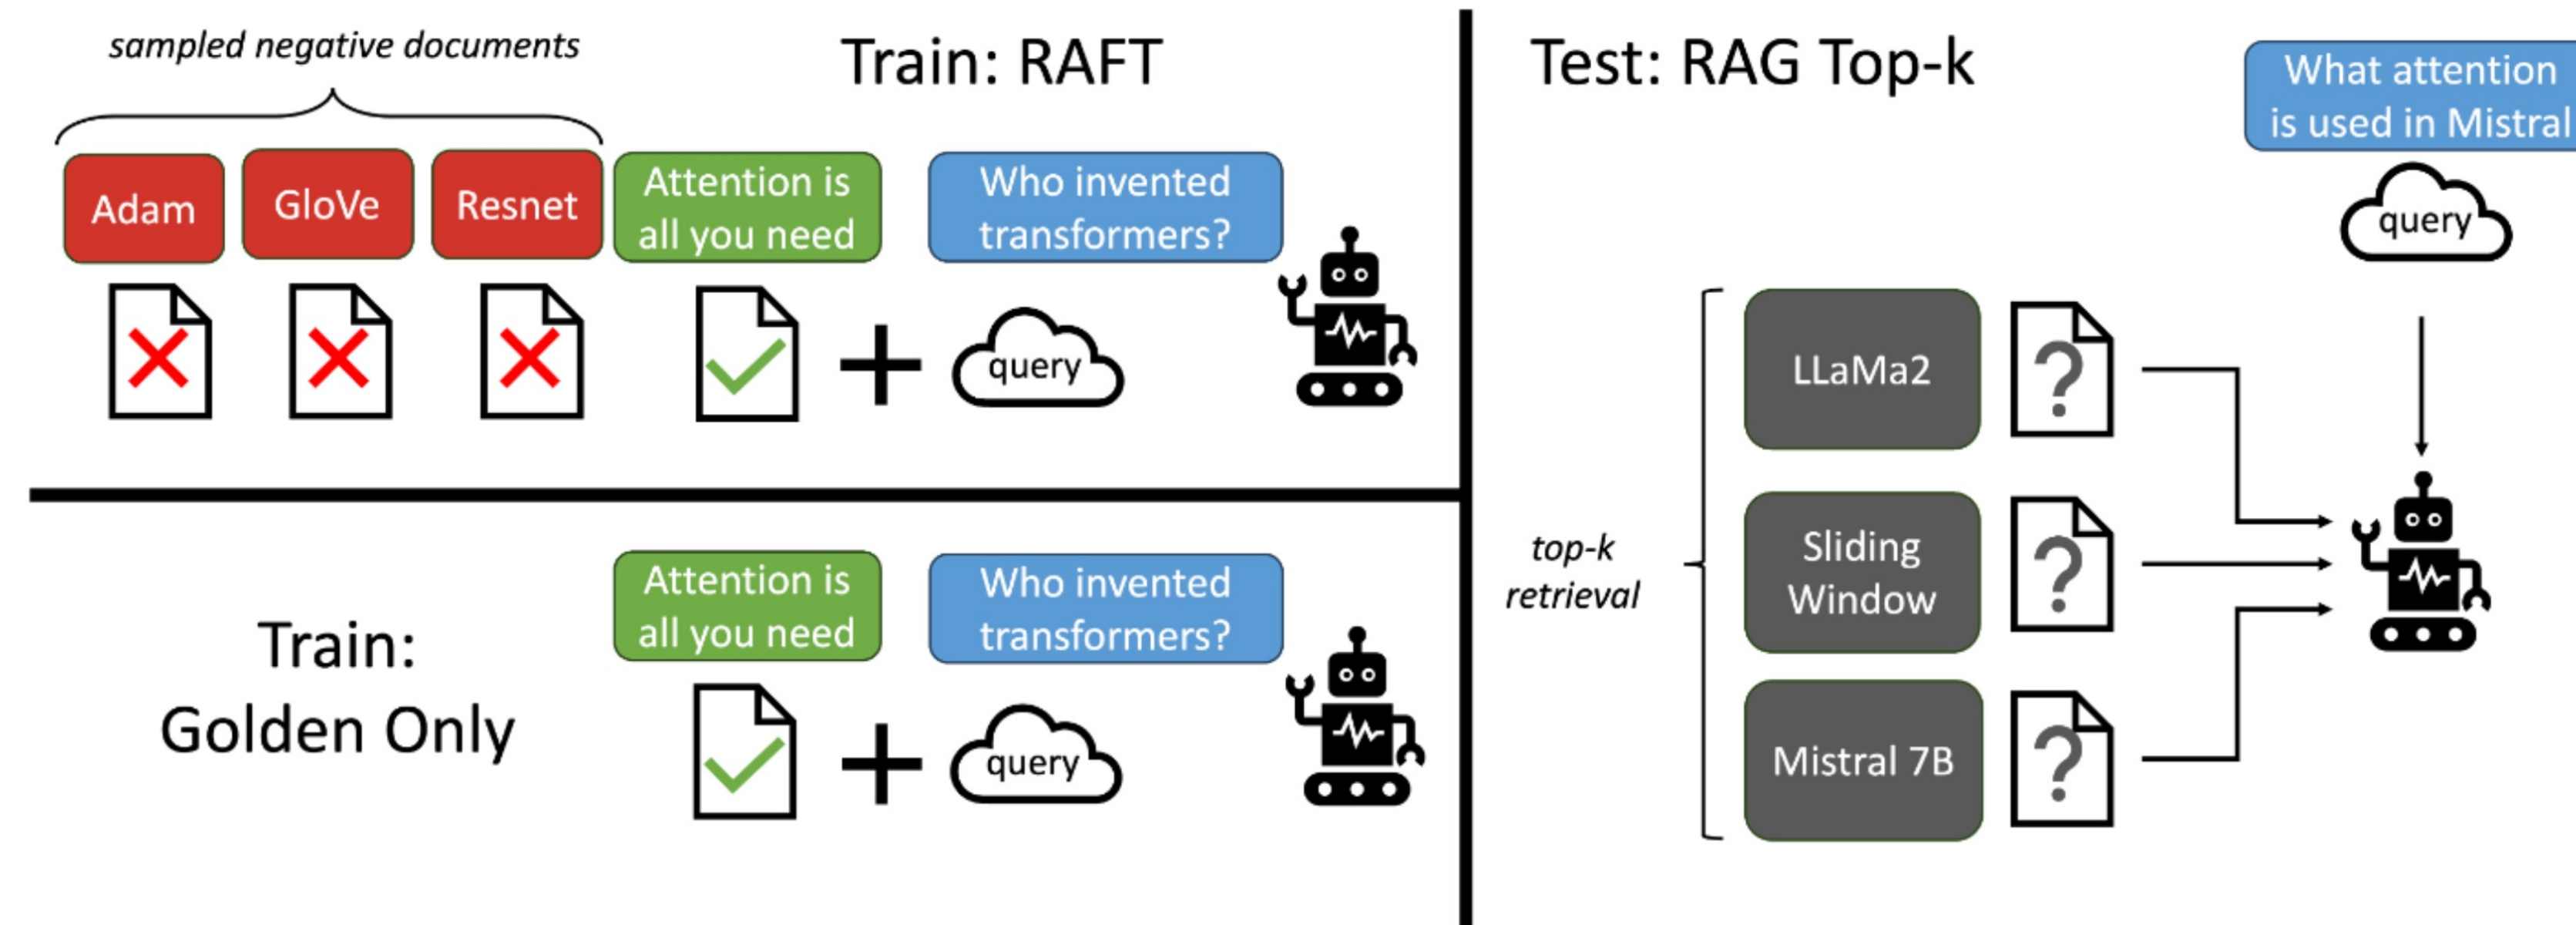 sampled negative documents
Train: RAFT
Adam
GloVe
Resnet
Attention is
all you need
Who invented
transformers?
query
Train:
Golden Only
Attention is
all you need
Who invented
transformers?
query
Test: RAG Top-k
What attention
is used in Mistral
query
top-k
retrieval
LLaMa2
?
Sliding
Window
?
Mistral 7B
?